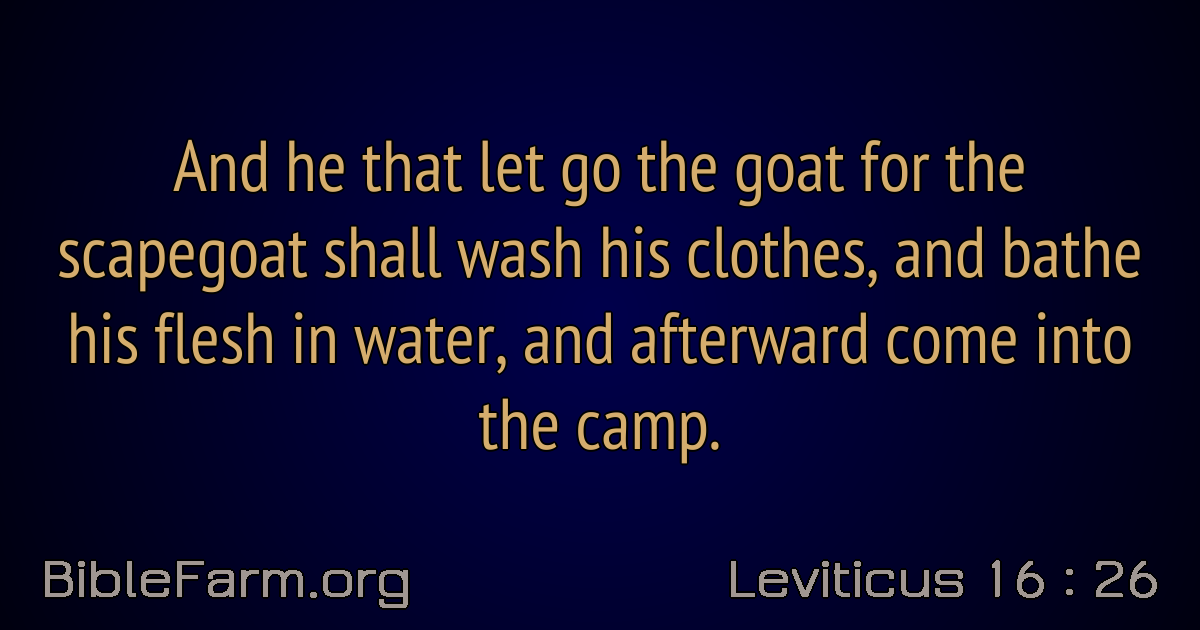 And he that let go the goat for the
scapegoat shall wash his clothes, and bathe
his flesh in water, and afterward come into
the camp.
BibleFarm.org
Leviticus 16 : 26